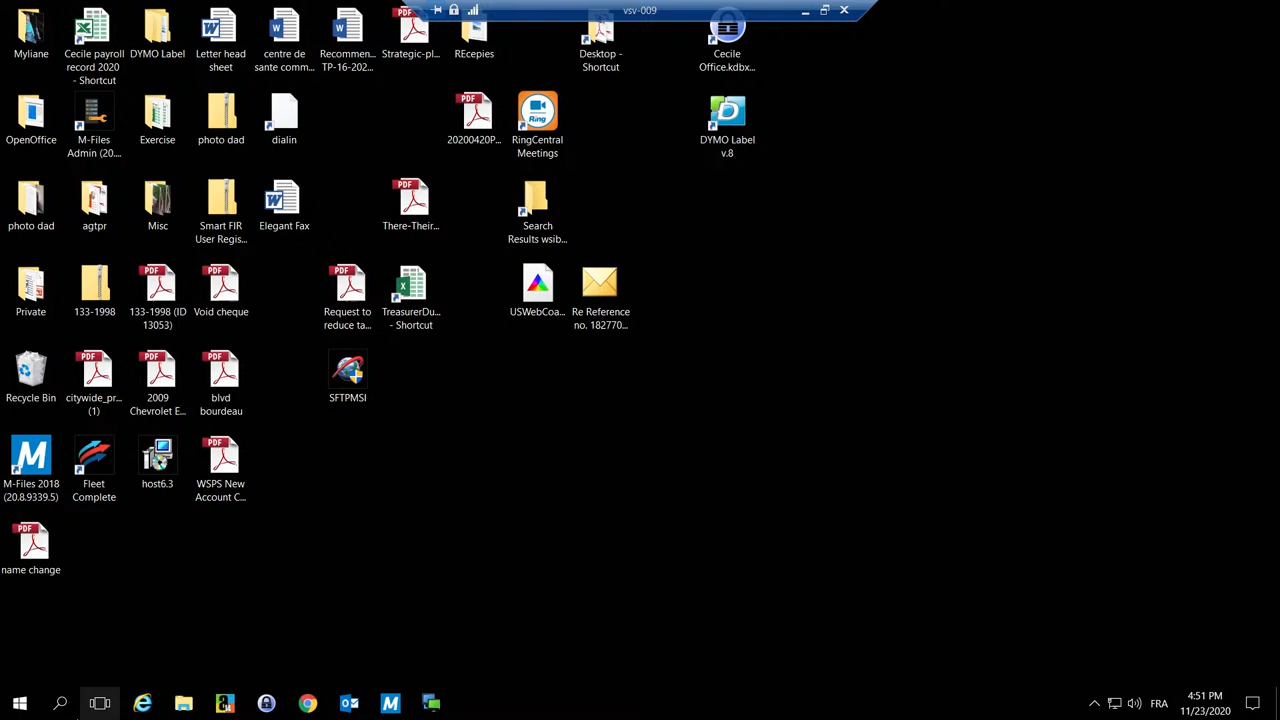 vsv-009
Myliane
Cecile payroll
record 2020
- Shortcut
DYMO Label
Letter head
sheet
centre de
sante comm...
Recommen...
TP-16-202...
Strategic-pl...
REcepies
Desktop -
Shortcut
Cecile
Office.kdbx...
OpenOffice
M-Files
Admin (20....
Exercise
photo dad
dialin
20200420P...
RingCentral
Meetings
DYMO Label
v.8
photo dad
agtpr
Misc
Smart FIR
User Regis...
Elegant Fax
There-Their...
Search
Results wsib...
Private
133-1998
133-1998 (ID
13053)
Void cheque
Request to
reduce ta...
TreasurerDu...
- Shortcut
USWebCoa...
Re Reference
no. 182770...
Recycle Bin
citywide_pr...
(1)
2009
Chevrolet E...
blvd
bourdeau
SFTPMSI
M-Files 2018
(20.8.9339.5)
Fleet
Complete
host6.3
WSPS New
Account C...
name change
FR
4:51 PM
11/23/2020